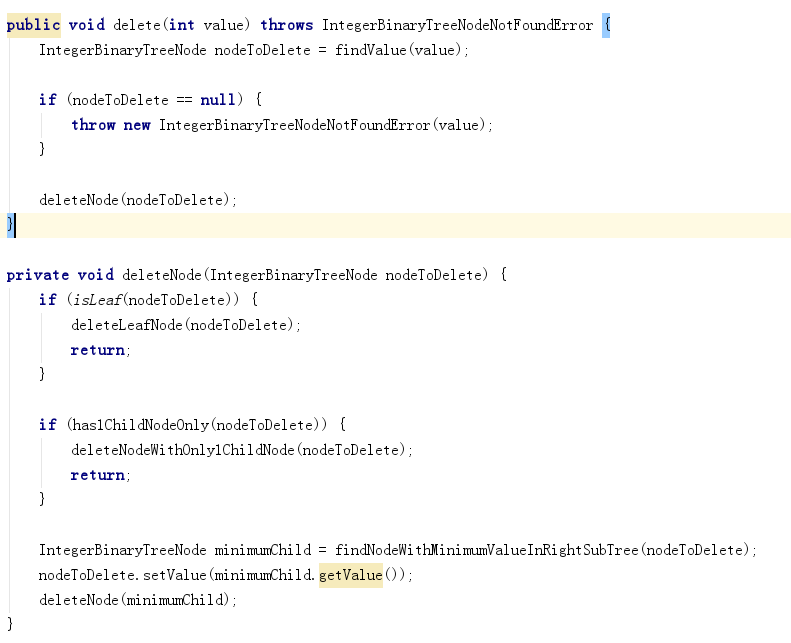 public void delete(int value) throws IntegerBinaryTreeNodeNotFoundError {
    IntegerBinaryTreeNode nodeToDelete = findValue(value);

    if (nodeToDelete == null) {
        throw new IntegerBinaryTreeNodeNotFoundError(value);
    }

    deleteNode(nodeToDelete);
}

private void deleteNode(IntegerBinaryTreeNode nodeToDelete) {
    if (isLeaf(nodeToDelete)) {
        deleteLeafNode(nodeToDelete);
        return;
    }

    if (has1ChildNodeOnly(nodeToDelete)) {
        deleteNodeWithOnly1ChildNode(nodeToDelete);
        return;
    }

    IntegerBinaryTreeNode minimumChild = findNodeWithMinimumValueInRightSubTree(nodeToDelete);
    nodeToDelete.setValue(minimumChild.getValue());
    deleteNode(minimumChild);
}